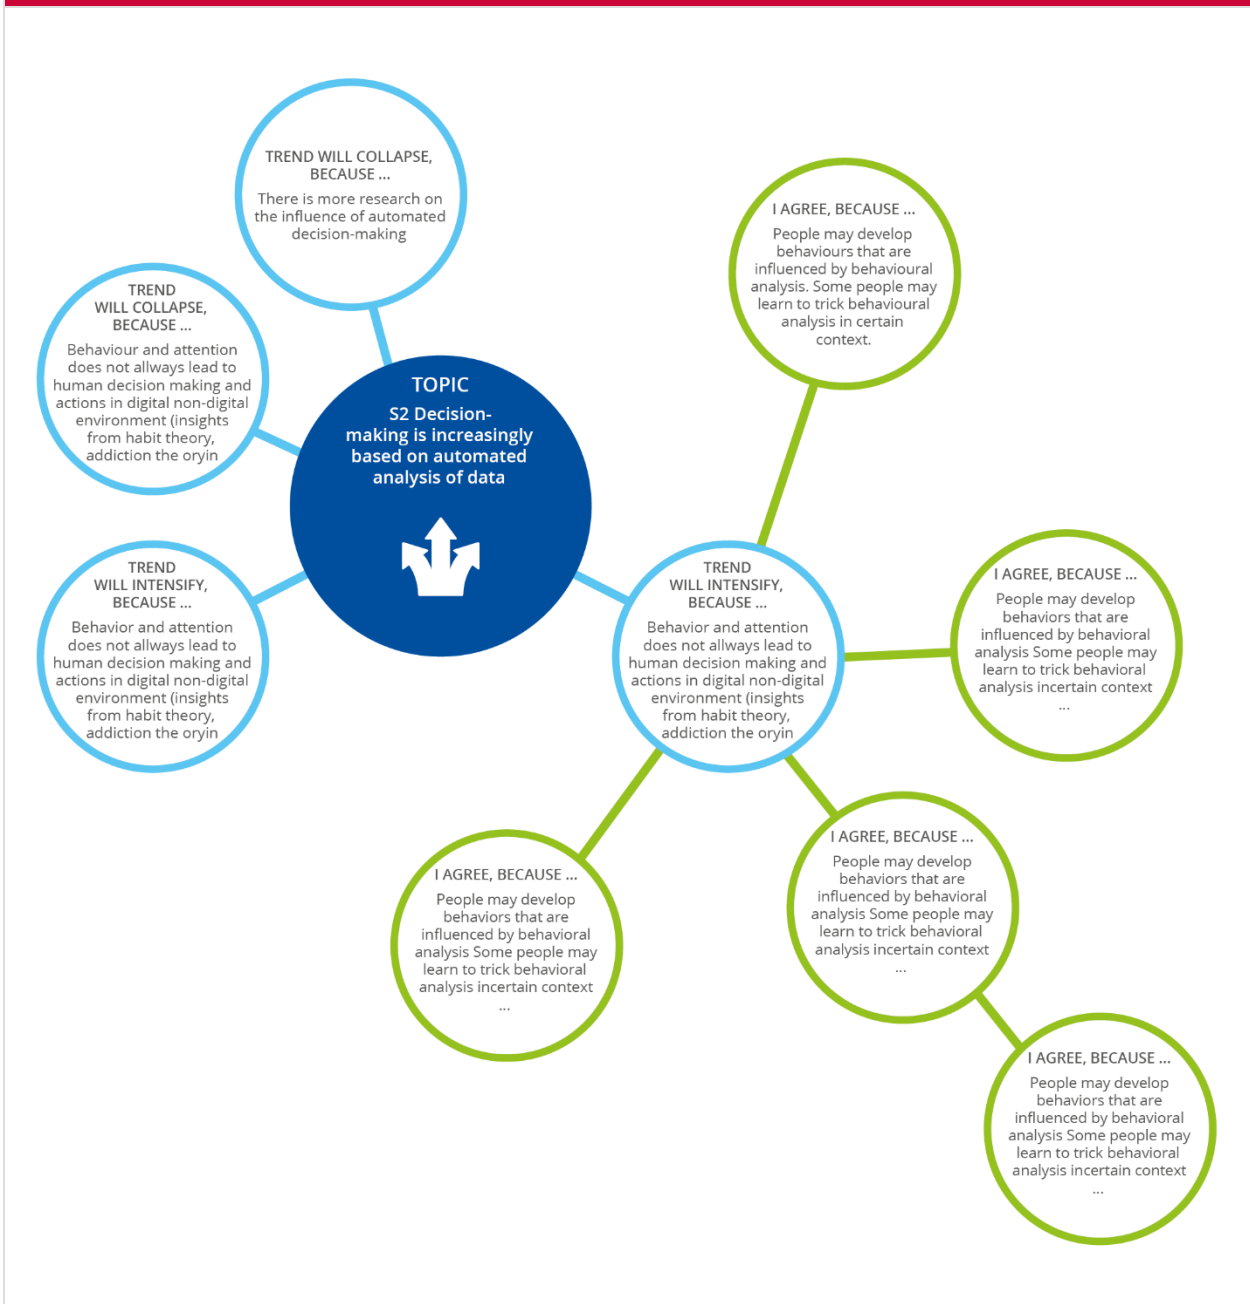 TREND WILL COLLAPSE,
BECAUSE ...
There is more research on
the influence of automated
decision-making
TREND
WILL COLLAPSE,
BECAUSE ...
Behaviour and attention
does not allways lead to
human decision making and
actions in digital non-digital
environment (insights
from habit theory,
addiction the oryin
TOPIC
S2 Decision-
making is increasingly
based on automated
analysis of data
I AGREE, BECAUSE ...
People may develop
behaviours that are
influenced by behavioural
analysis. Some people may
learn to trick behavioural
analysis in certain
context.
TREND
WILL INTENSIFY,
BECAUSE ...
Behavior and attention
does not allways lead to
human decision making and
actions in digital non-digital
environment (insights
from habit theory,
addiction the oryin
TREND
WILL INTENSIFY,
BECAUSE ...
Behavior and attention
does not allways lead to
human decision making and
actions in digital non-digital
environment (insights
from habit theory,
addiction the oryin
I AGREE, BECAUSE ...
People may develop
behaviors that are
influenced by behavioral
analysis Some people may
learn to trick behavioral
analysis incertain context
...
I AGREE, BECAUSE ...
People may develop
behaviors that are
influenced by behavioral
analysis Some people may
learn to trick behavioral
analysis incertain context
...
I AGREE, BECAUSE ...
People may develop
behaviors that are
influenced by behavioral
analysis Some people may
learn to trick behavioral
analysis incertain context
...
I AGREE, BECAUSE ...
People may develop
behaviors that are
influenced by behavioral
analysis Some people may
learn to trick behavioral
analysis incertain context
...